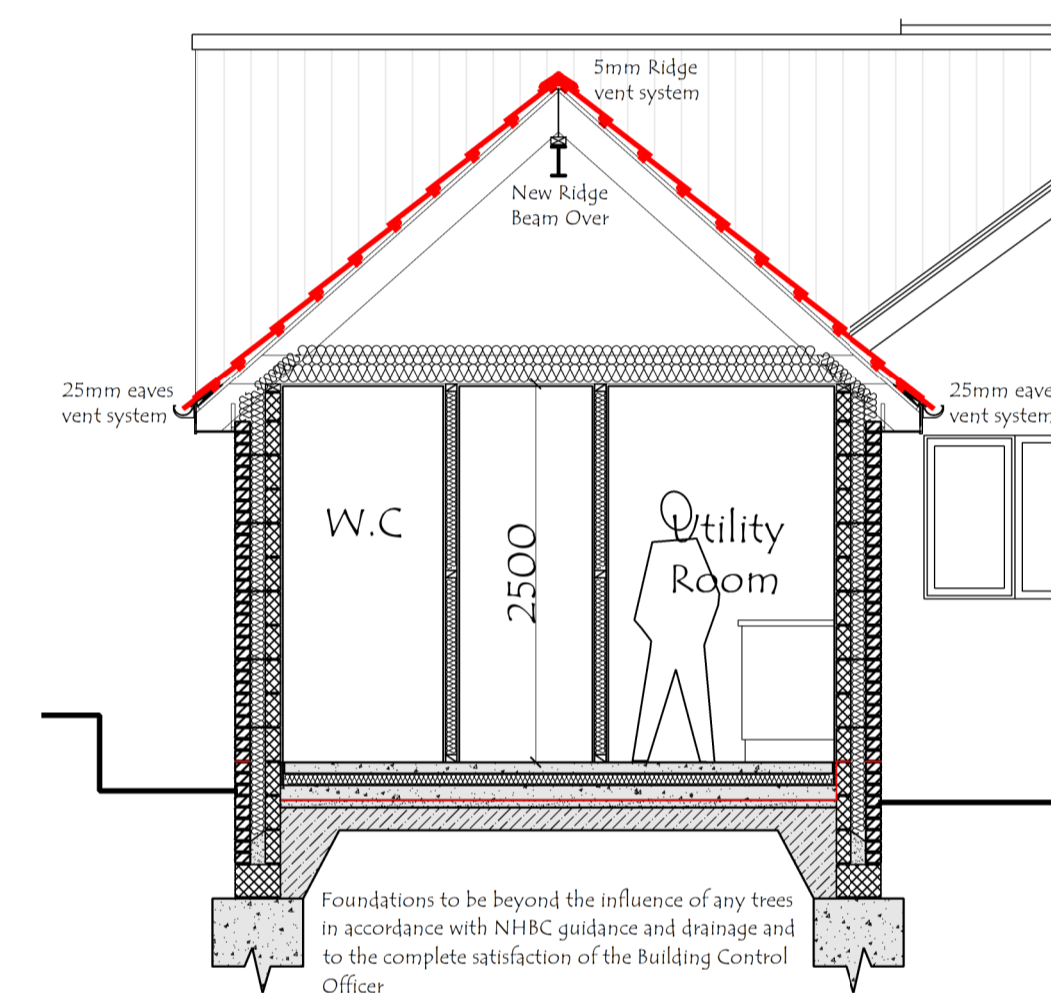 5mm Ridge
vent system
New Ridge
Beam Over
25mm eaves
vent system
25mm eave
vent system
W.C
2500
Utility
Room
Foundations to be beyond the influence of any trees
in accordance with NHBC guidance and drainage and
to the complete satisfaction of the Building Control
Officer